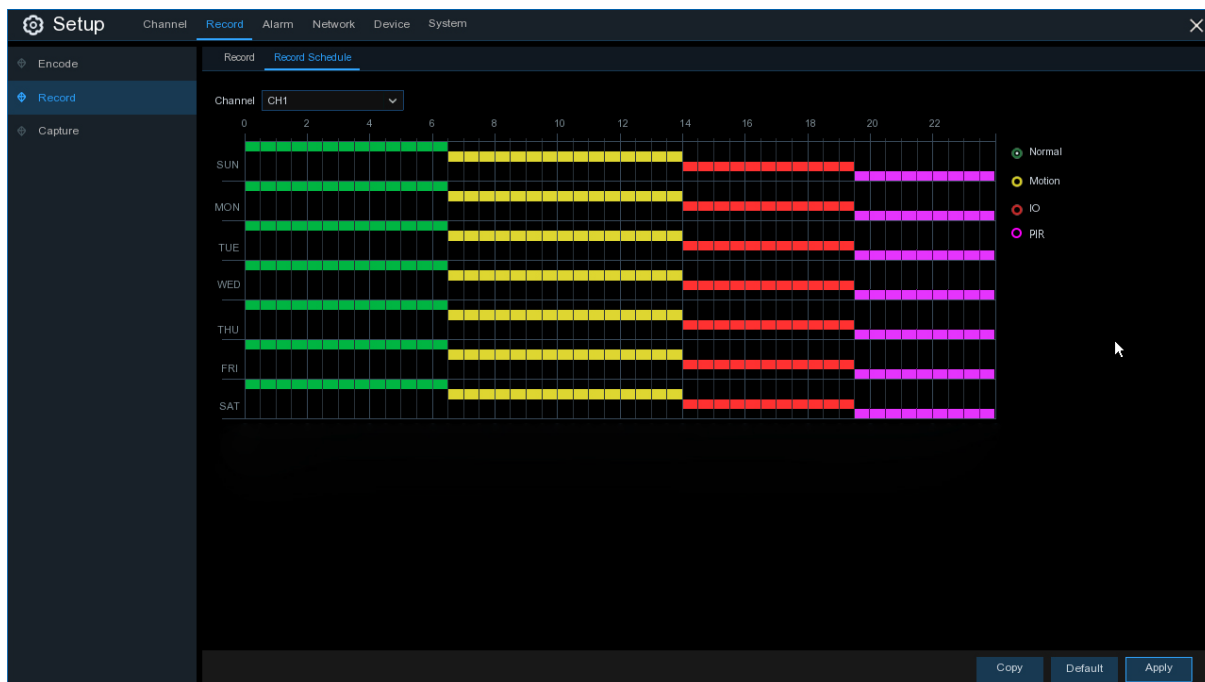 Setup Channel Record Alarm Network Device System
Encode
Record
Capture
Record Record Schedule
Channel CH1
0 2 4 6 8 10 12 14 16 18 20 22
SUN
MON
TUE
WED
THU
FRI
SAT
Normal
Motion
IO
PIR
Copy Default Apply